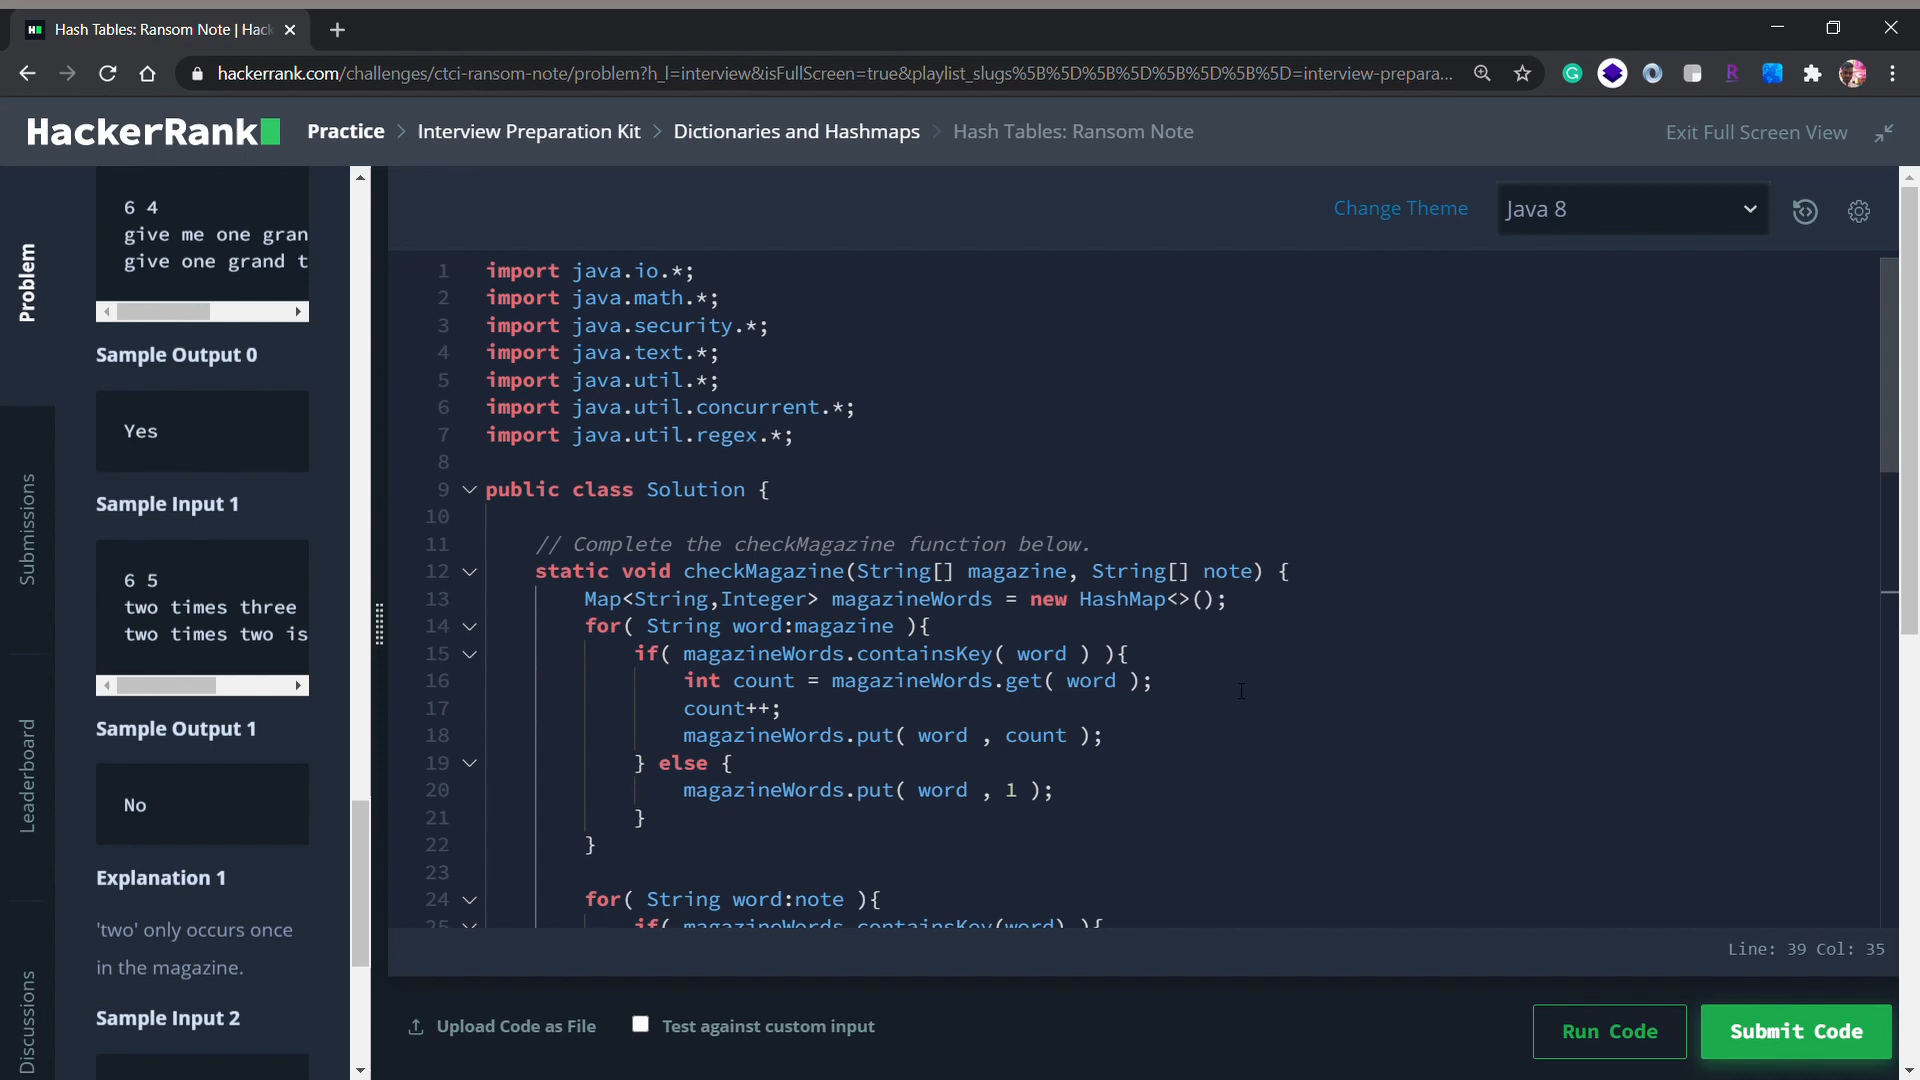 Hash Tables: Ransom Note | Hack
hackerrank.com/challenges/ctci-ransom-note/problem?h_l=interview&isFullScreen=true&playlist_slugs%5B%5D%5B%5D%5B%5D%5B%5D=interview-prepara...
HackerRank
Practice > Interview Preparation Kit > Dictionaries and Hashmaps > Hash Tables: Ransom Note
Exit Full Screen View
Problem
Submissions
Leaderboard
Discussions
6 4
give me one gran
give one grand t
Sample Output 0
Yes
Sample Input 1
6 5
two times three
two times two is
Sample Output 1
No
Explanation 1
'two' only occurs once
in the magazine.
Sample Input 2
Change Theme
Java 8
1 import java.io.*;
2 import java.math.*;
3 import java.security.*;
4 import java.text.*;
5 import java.util.*;
6 import java.util.concurrent.*;
7 import java.util.regex.*;
8
9 public class Solution {
10
11 // Complete the checkMagazine function below.
12 static void checkMagazine(String[] magazine, String[] note) {
13 Map<String,Integer> magazineWords = new HashMap<>();
14 for( String word:magazine ){
15 if( magazineWords.containsKey( word ) ){
16 int count = magazineWords.get( word );
17 count++;
18 magazineWords.put( word , count );
19 } else {
20 magazineWords.put( word , 1 );
21 }
22 }
23
24 for( String word:note ){
25 if( magazineWords.containsKey(word) ){
Line: 39 Col: 35
Upload Code as File
Test against custom input
Run Code
Submit Code